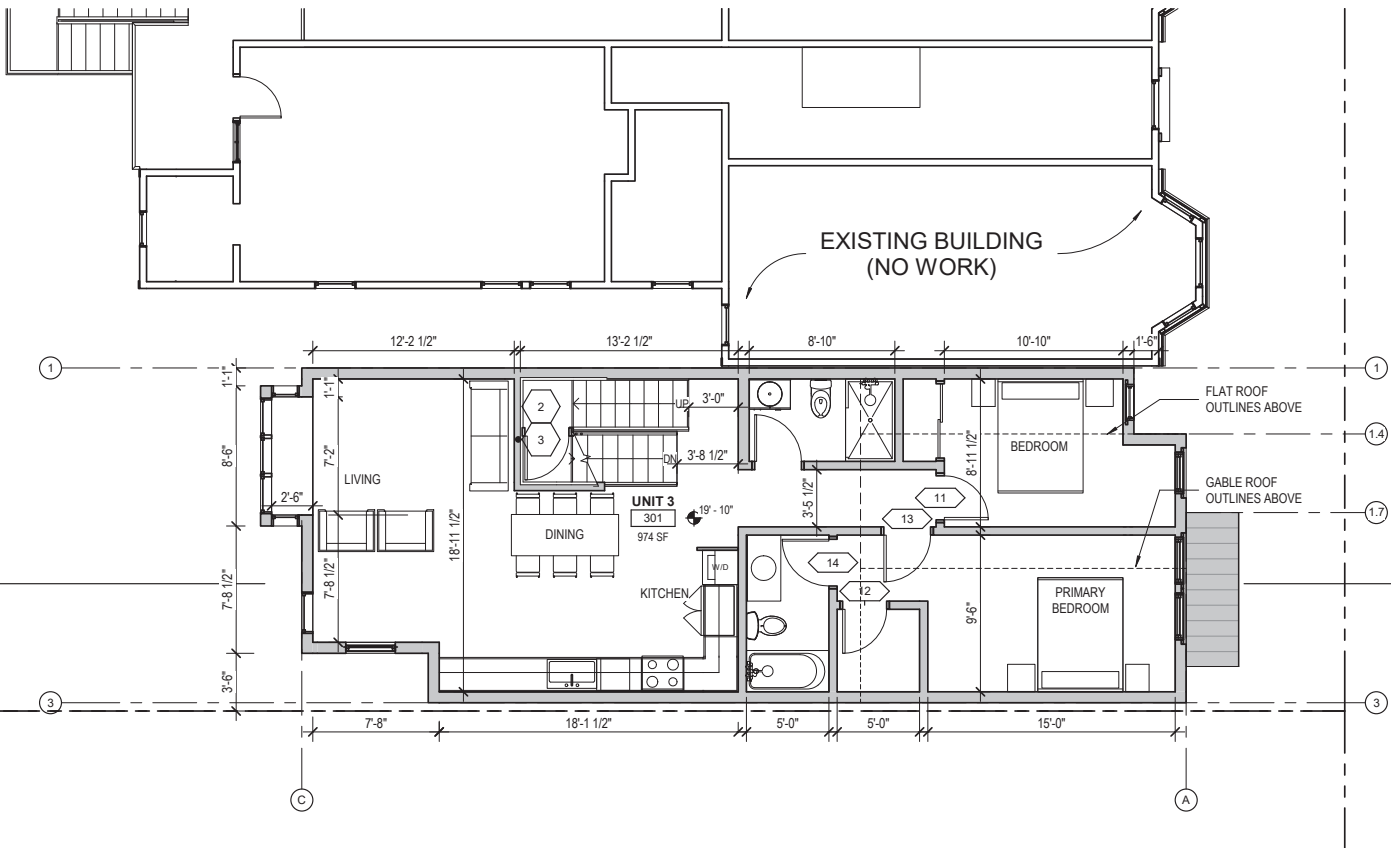 EXISTING BUILDING
(NO WORK)
12'-2 1/2"
13'-2 1/2"
8'-10"
10'-10"
1'-6"
1
1
1'-1"
1'-1"
2
UP
3'-0"
FLAT ROOF
OUTLINES ABOVE
3
1.4
DN
3'-8 1/2"
BEDROOM
8'-11 1/2"
8'-6"
7'-2"
LIVING
2'-6"
GABLE ROOF
OUTLINES ABOVE
UNIT 3
301
974 SF
19' - 10"
3'-5 1/2"
11
13
1.7
18'-11 1/2"
DINING
14
W/D
KITCHEN
12
PRIMARY
BEDROOM
7'-8 1/2"
7'-8 1/2"
9'-6"
3'-6"
3
3
7'-8"
18'-1 1/2"
5'-0"
5'-0"
15'-0"
C
A